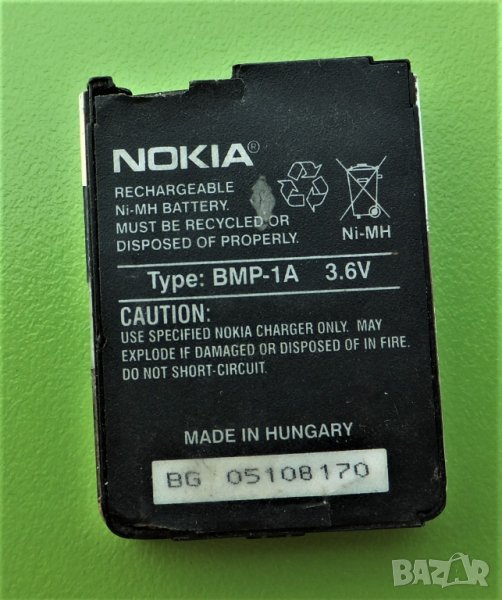 NOKIA®
RECHARGEABLE
Ni-MH BATTERY.
MUST BE RECYCLED OR
DISPOSED OF PROPERLY.
Ni-MH
Type: BMP-1A 3.6V
CAUTION:
USE SPECIFIED NOKIA CHARGER ONLY. MAY
EXPLODE IF DAMAGED OR DISPOSED OF IN FIRE.
DO NOT SHORT-CIRCUIT.
MADE IN HUNGARY
BG 05108170
BAZAR